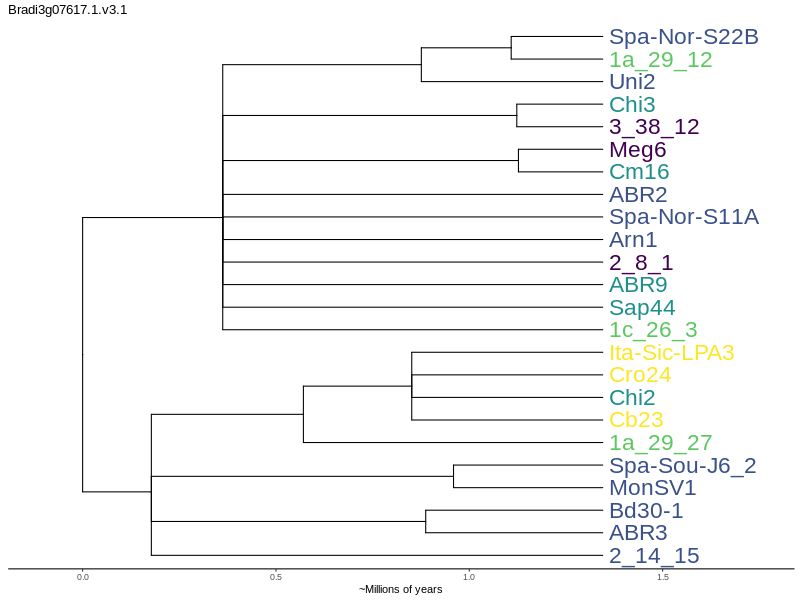 Bradi3g07617.1.v3.1
Spa-Nor-S22B
1a_29_12
Uni2
Chi3
3_38_12
Meg6
Cm16
ABR2
Spa-Nor-S11A
Arn1
2_8_1
ABR9
Sap44
1c_26_3
Ita-Sic-LPA3
Cro24
Chi2
Cb23
1a_29_27
Spa-Sou-J6_2
MonSV1
Bd30-1
ABR3
2_14_15
0.0 0.5 1.0 1.5
~Millions of years